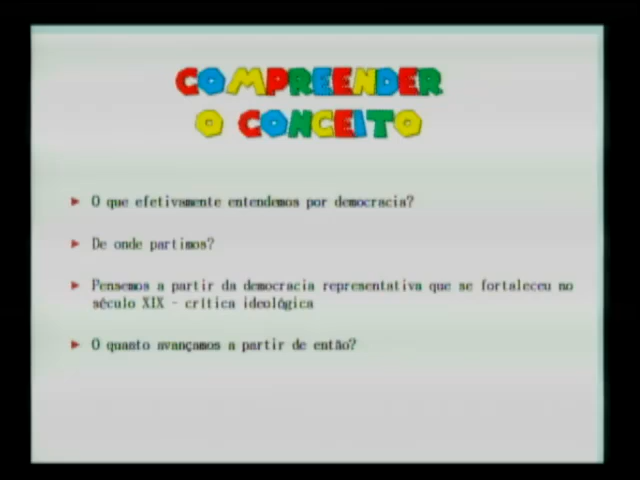 COMPREENDER
O CONCEITO
O que efetivamente entendemos por democracia?
De onde partimos?
Pensemos a partir da democracia representativa que se fortaleceu no
século XIX - crítica ideológica
O quanto avançamos a partir de então?